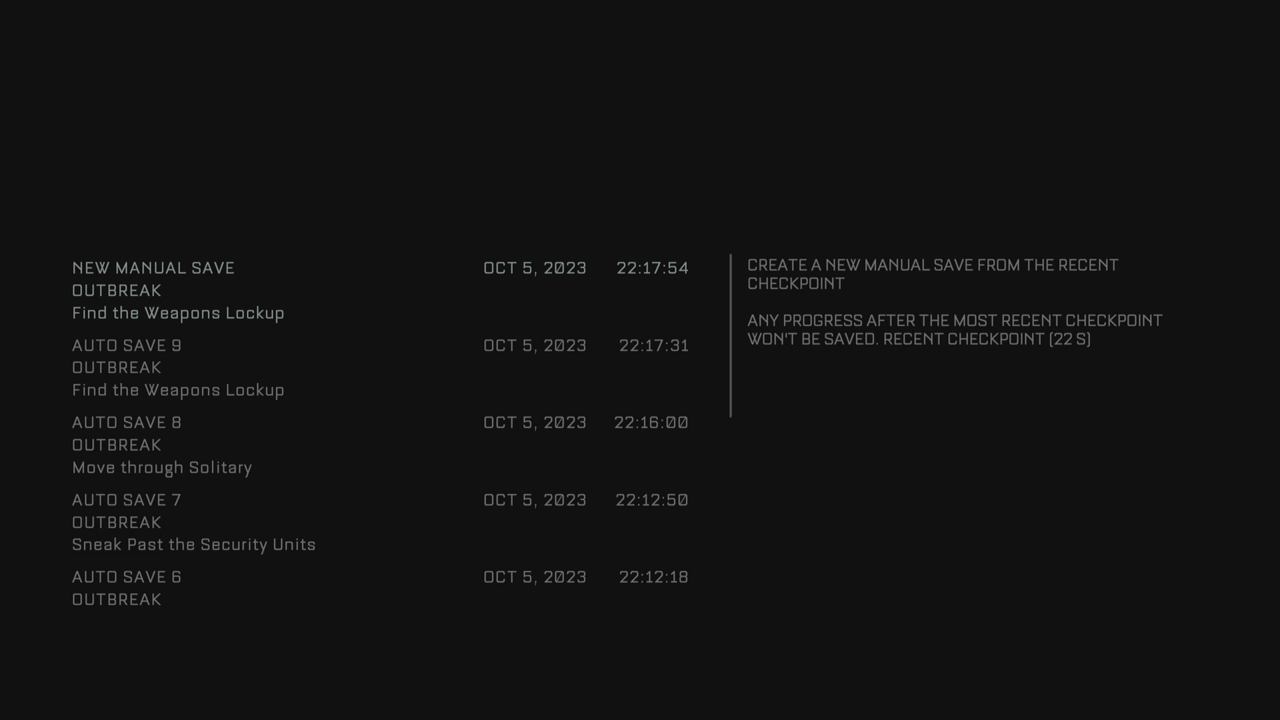 NEW MANUAL SAVE OCT 5, 2023 22:17:54
OUTBREAK
Find the Weapons Lockup
AUTO SAVE 9 OCT 5, 2023 22:17:31
OUTBREAK
Find the Weapons Lockup
AUTO SAVE 8 OCT 5, 2023 22:16:00
OUTBREAK
Move through Solitary
AUTO SAVE 7 OCT 5, 2023 22:12:50
OUTBREAK
Sneak Past the Security Units
AUTO SAVE 6 OCT 5, 2023 22:12:18
OUTBREAK
CREATE A NEW MANUAL SAVE FROM THE RECENT
CHECKPOINT
ANY PROGRESS AFTER THE MOST RECENT CHECKPOINT
WON'T BE SAVED. RECENT CHECKPOINT (22 S)